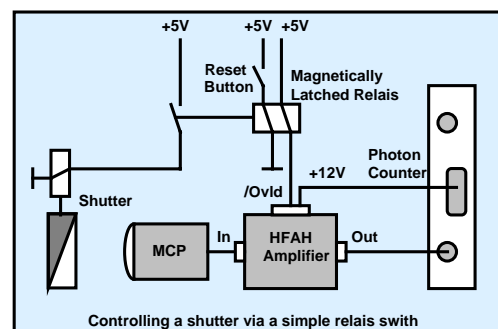 +5V
+5V
+5V
Reset
Button
Magnetically
Latched Relais
Photon
Counter
+12V
/Ovld
Shutter
MCP
In
HFAH
Amplifier
Out
Controlling a shutter via a simple relais swith